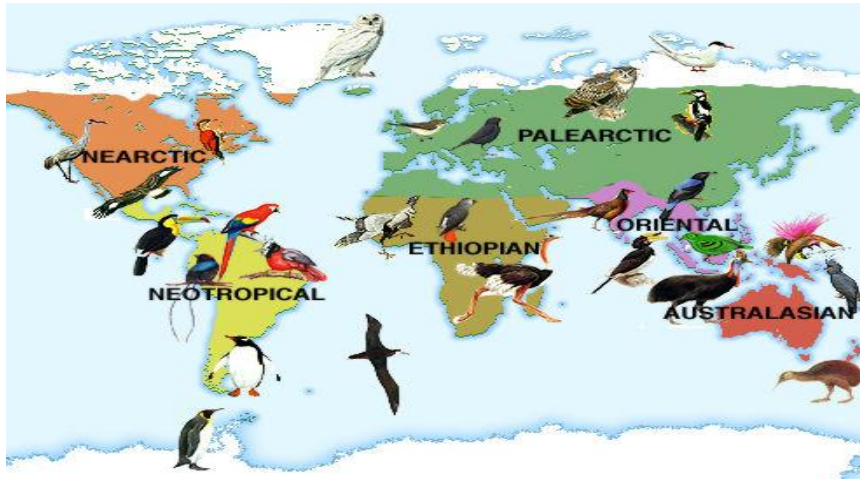 PALEARCTIC
NEARCTIC
ORIENTAL
ETHIOPIAN
NEOTROPICAL
AUSTRALASIAN